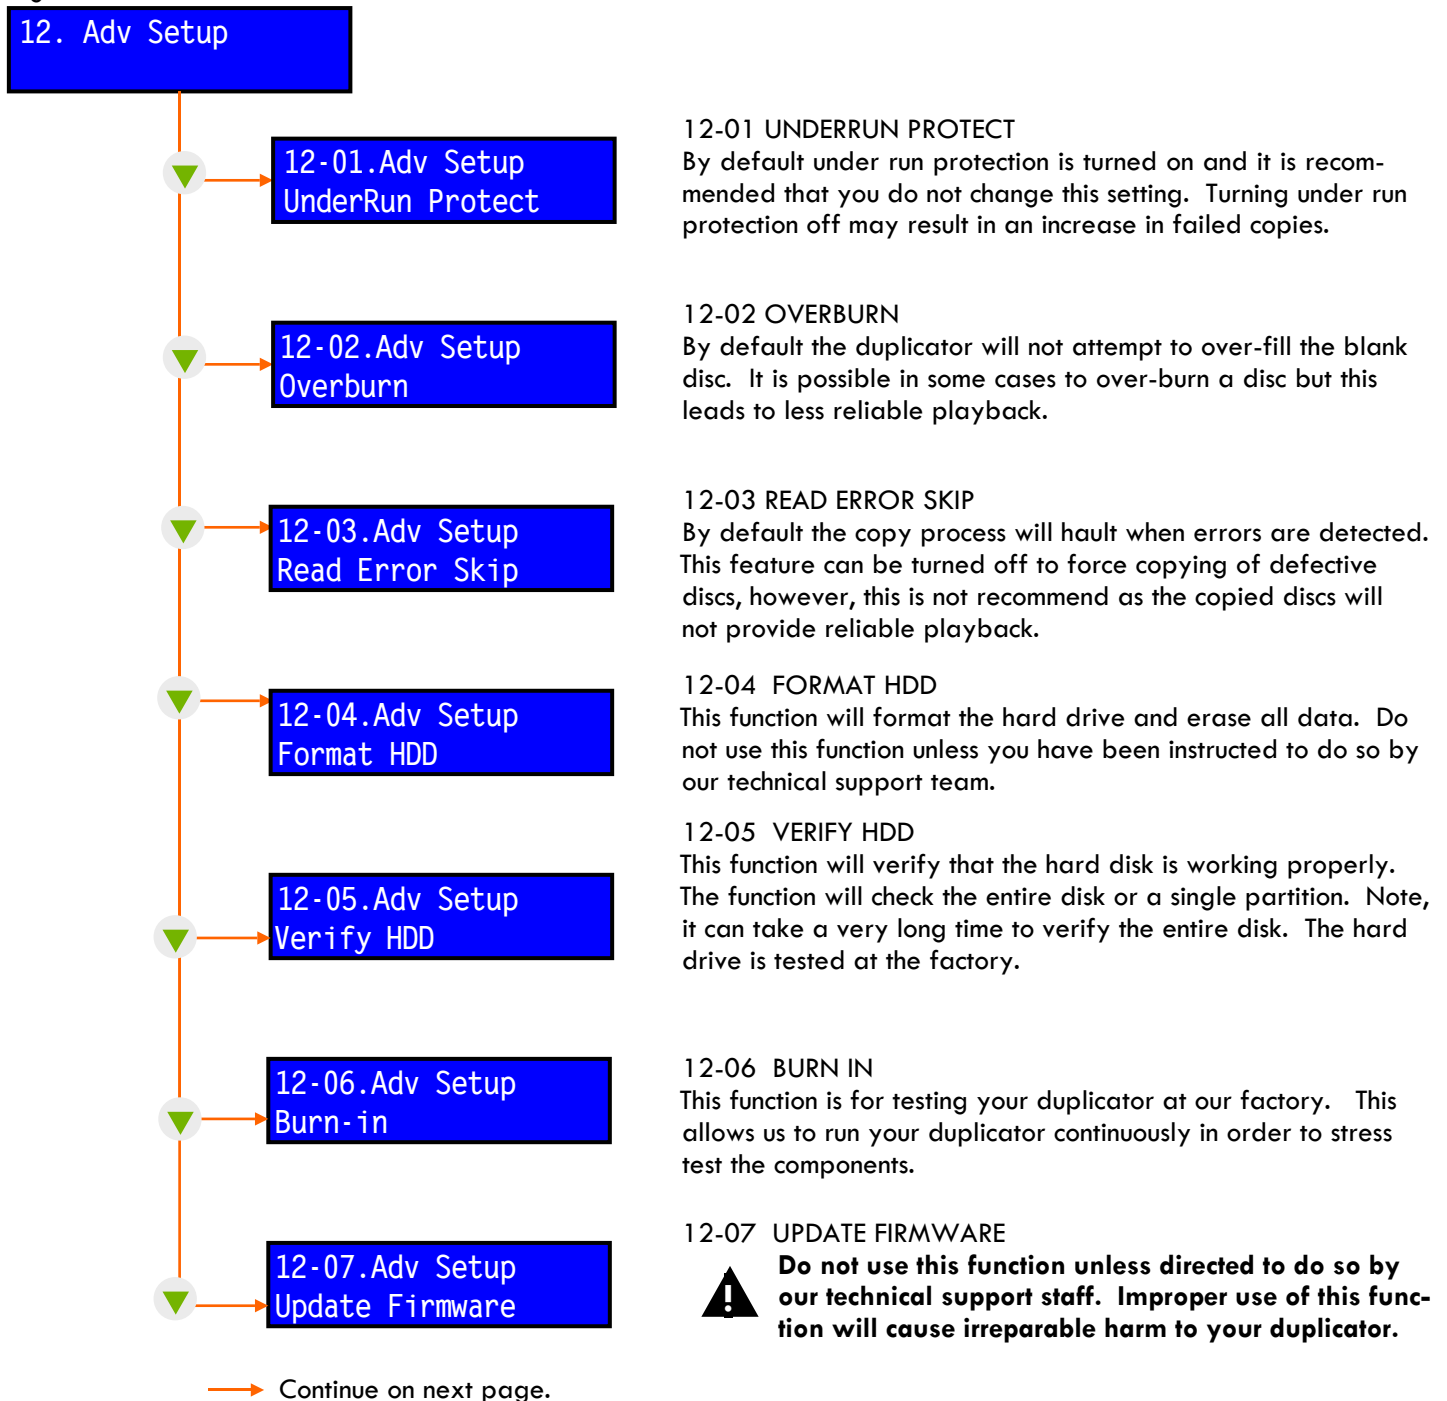 12. Adv Setup
12-01.Adv Setup
UnderRun Protect
12-01 UNDERRUN PROTECT
By default under run protection is turned on and it is recom-
mended that you do not change this setting.  Turning under run
protection off may result in an increase in failed copies.
12-02.Adv Setup
Overburn
12-02 OVERBURN
By default the duplicator will not attempt to over-fill the blank
disc.  It is possible in some cases to over-burn a disc but this
leads to less reliable playback.
12-03.Adv Setup
Read Error Skip
12-03 READ ERROR SKIP
By default the copy process will hault when errors are detected.
This feature can be turned off to force copying of defective
discs, however, this is not recommend as the copied discs will
not provide reliable playback.
12-04.Adv Setup
Format HDD
12-04  FORMAT HDD
This function will format the hard drive and erase all data.  Do
not use this function unless you have been instructed to do so by
our technical support team.
12-05.Adv Setup
Verify HDD
12-05  VERIFY HDD
This function will verify that the hard disk is working properly.
The function will check the entire disk or a single partition.  Note,
it can take a very long time to verify the entire disk.  The hard
drive is tested at the factory.
12-06.Adv Setup
Burn-in
12-06  BURN IN
This function is for testing your duplicator at our factory.   This
allows us to run your duplicator continuously in order to stress
test the components.
12-07.Adv Setup
Update Firmware
12-07  UPDATE FIRMWARE
Do not use this function unless directed to do so by
our technical support staff.  Improper use of this func-
tion will cause irreparable harm to your duplicator.
Continue on next page.